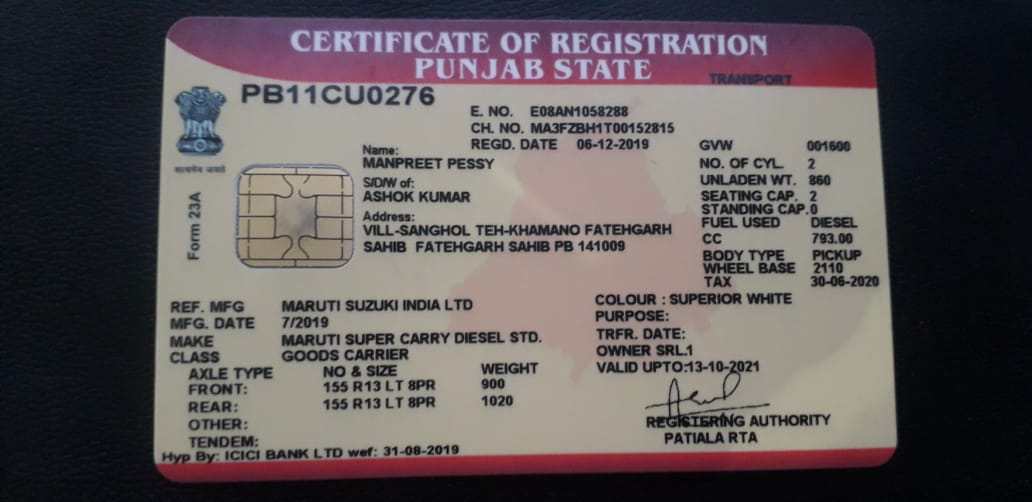 CERTIFICATE OF REGISTRATION
PUNJAB STATE
TRANSPORT
PB11CU0276
E. NO. E08AN1058288
CH. NO. MA3FZBH1T00152815
REGD. DATE 06-12-2019
सत्यमेव जयते
Form 23A
Name:
MANPREET PESSY
S/D/W of:
ASHOK KUMAR
Address:
VILL-SANGHOL TEH-KHAMANO FATEHGARH
SAHIB FATEHGARH SAHIB PB 141009
GVW 001600
NO. OF CYL. 2
UNLADEN WT. 860
SEATING CAP. 2
STANDING CAP.0
FUEL USED DIESEL
CC 793.00
BODY TYPE PICKUP
WHEEL BASE 2110
TAX 30-06-2020
REF. MFG MARUTI SUZUKI INDIA LTD
MFG. DATE 7/2019
MAKE MARUTI SUPER CARRY DIESEL STD.
CLASS GOODS CARRIER
AXLE TYPE NO & SIZE WEIGHT
FRONT: 155 R13 LT 8PR 900
REAR: 155 R13 LT 8PR 1020
OTHER:
TENDEM:
Hyp By: ICICI BANK LTD wef: 31-08-2019
COLOUR : SUPERIOR WHITE
PURPOSE:
TRFR. DATE:
OWNER SRL.1
VALID UPTO:13-10-2021
REGISTERING AUTHORITY
PATIALA RTA